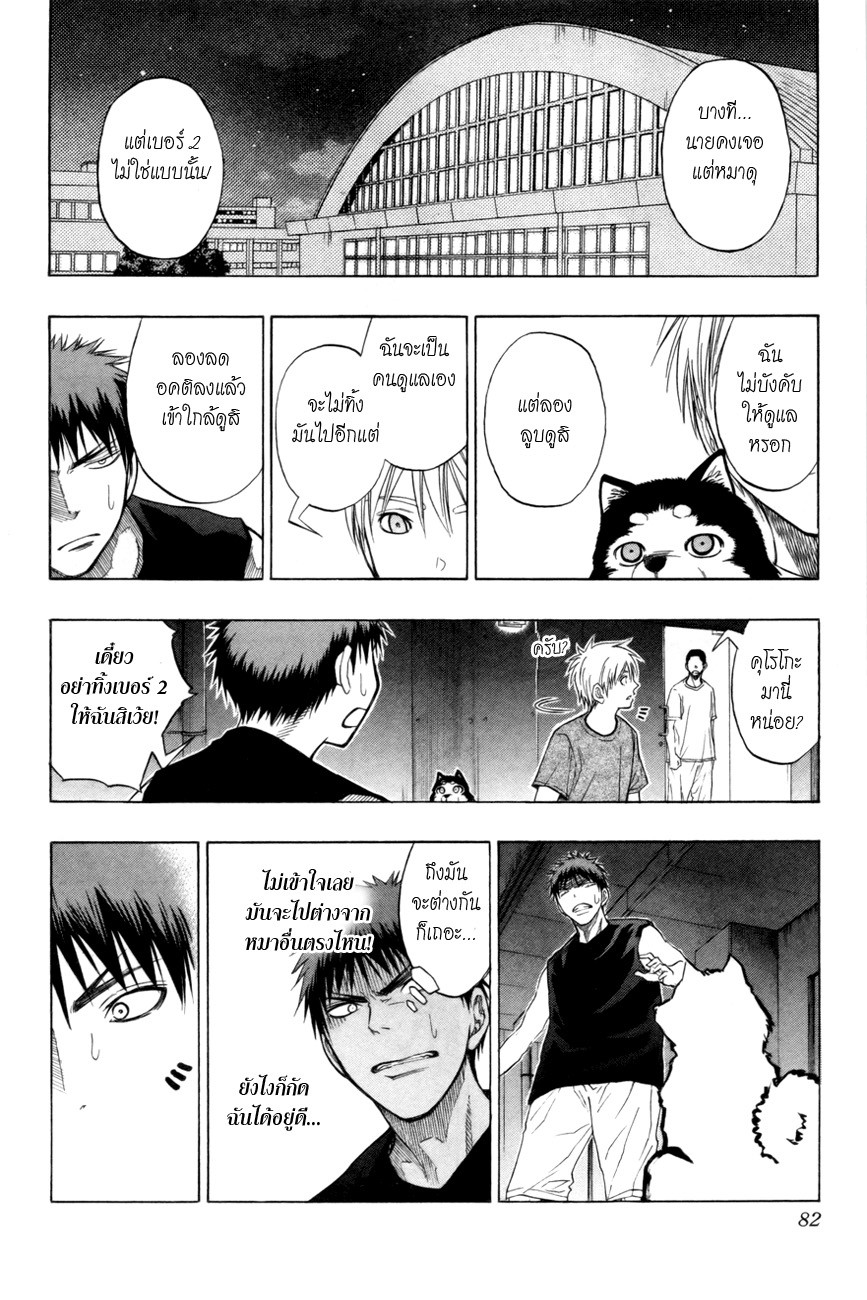 บางที...
นายคงเจอ
แต่หมาดุ
แต่เบอร์ 2
ไม่ใช่แบบนั้น!
ฉัน
ไม่บังคับ
ให้ดูแล
หรอก
แต่ลอง
ลูบดูสิ
ฉันจะเป็น
คนดูแลเอง
จะไม่ทิ้ง
มันไปอีกแต่
ลองลด
อคติลงแล้ว
เข้าใกล้ดูสิ
คุโรโกะ
มานี่
หน่อย?
ครับ?
เดี๋ยว
อย่าทิ้งเบอร์ 2
ให้ฉันสิเว้ย!
ถึงมัน
จะต่างกัน
ก็เถอะ...
ไม่เข้าใจเลย
มันจะไปต่างจาก
หมาอื่นตรงไหน!
ยังไงก็กัด
ฉันได้อยู่ดี...
82